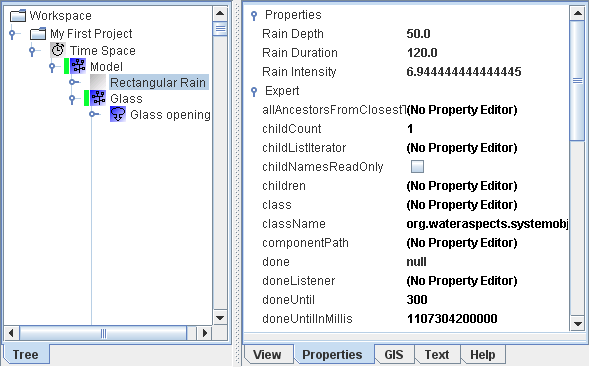 Workspace
My First Project
Time Space
Model
Rectangular Rain
Glass
Glass opening
Tree
Properties
Rain Depth 50.0
Rain Duration 120.0
Rain Intensity 6.944444444444445
Expert
allAncestorsFromClosestT (No Property Editor)
childCount 1
childListIterator (No Property Editor)
childNamesReadOnly
children (No Property Editor)
class (No Property Editor)
className org.wateraspects.systemobj
componentPath (No Property Editor)
done null
doneListener (No Property Editor)
doneUntil 300
doneUntilInMillis 1107304200000
View Properties GIS Text Help